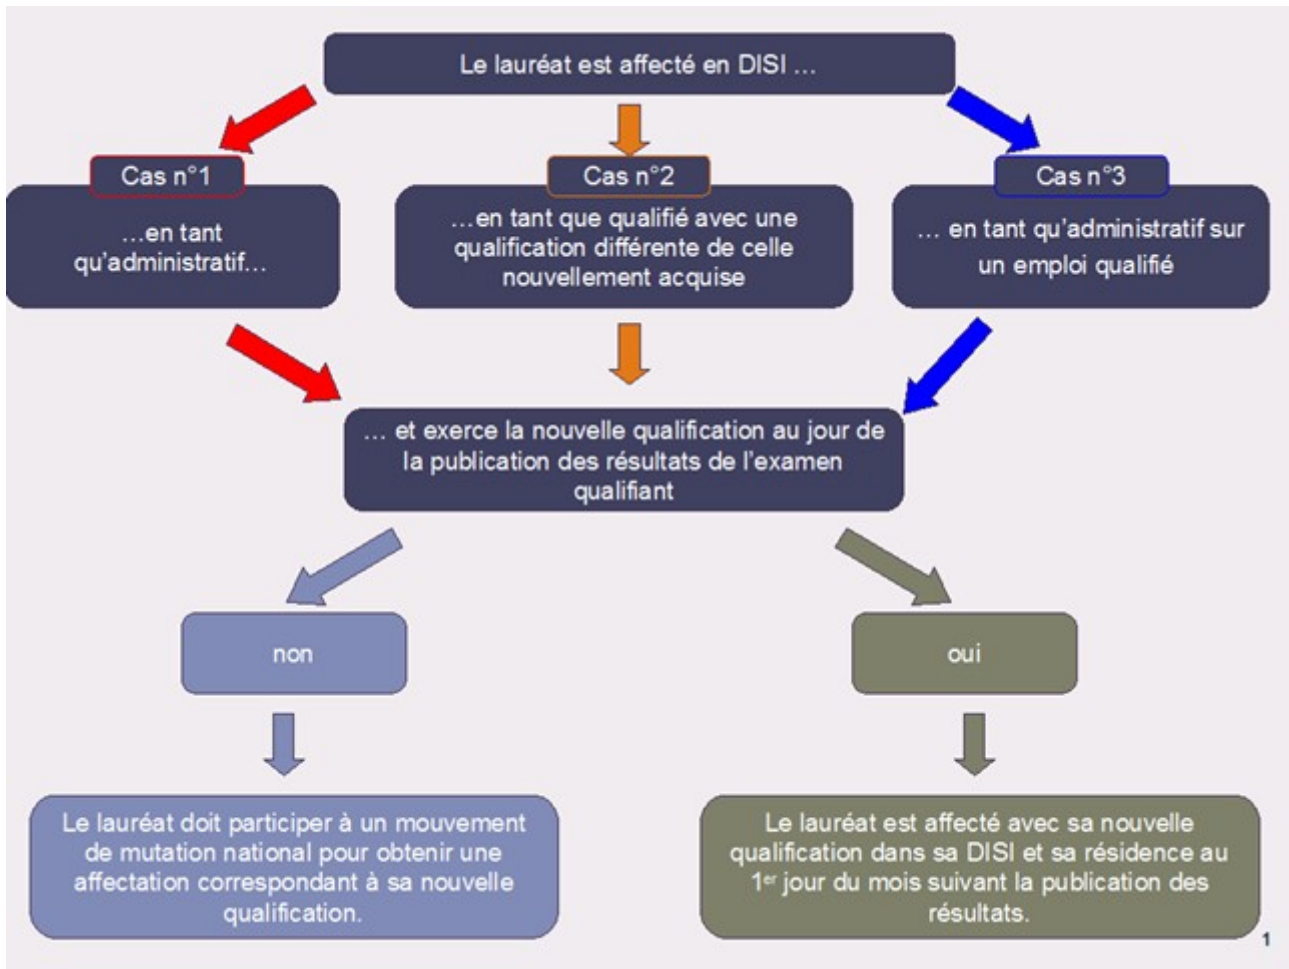 Le lauréat est affecté en DISI …
Cas n°1
…en tant
qu’administratif…
Cas n°2
…en tant que qualifié avec une
qualification différente de celle
nouvellement acquise
Cas n°3
… en tant qu’administratif sur
un emploi qualifié
… et exerce la nouvelle qualification au jour de
la publication des résultats de l’examen
qualifiant
non
oui
Le lauréat doit participer à un mouvement
de mutation national pour obtenir une
affectation correspondant à sa nouvelle
qualification.
Le lauréat est affecté avec sa nouvelle
qualification dans sa DISI et sa résidence au
1er jour du mois suivant la publication des
résultats.
1